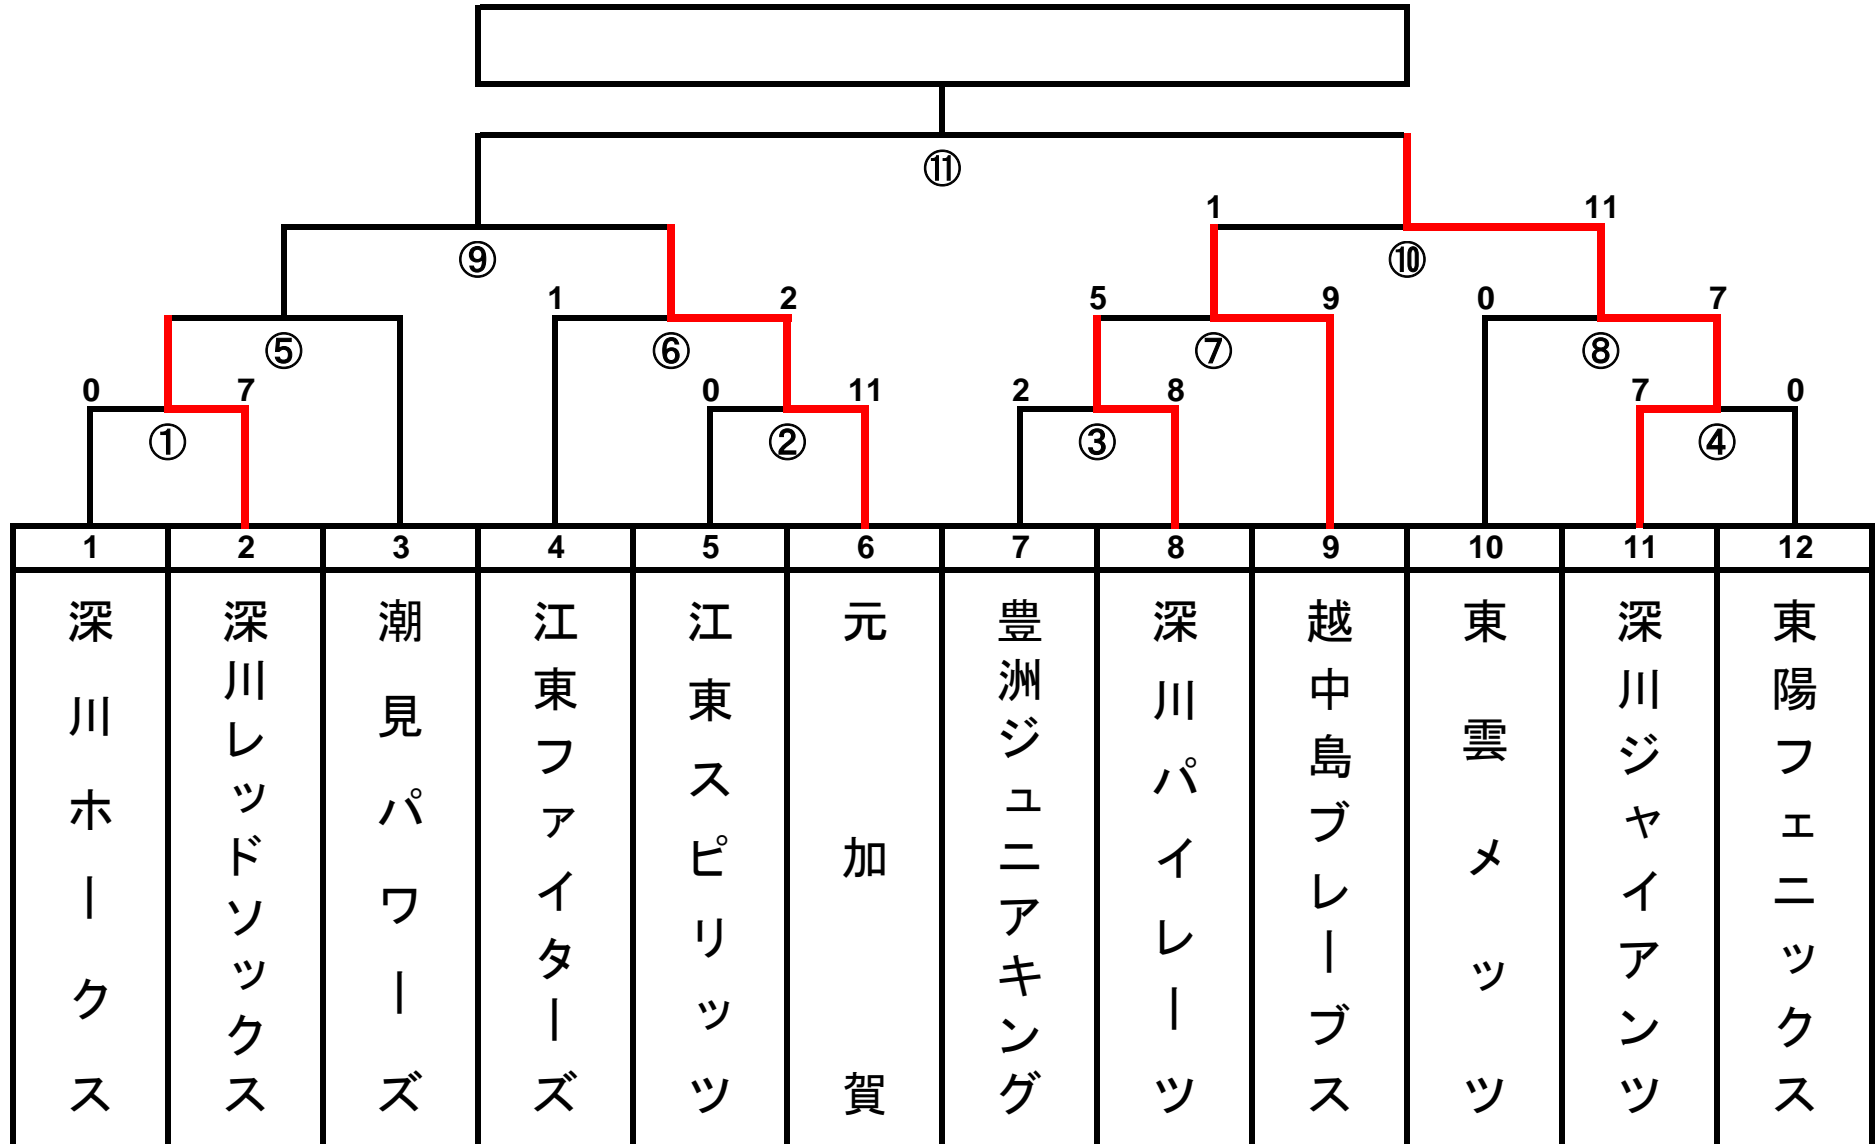 ⑪
1 11
⑨ ⑩
1 2 5 9 0 7
⑤ ⑥ ⑦ ⑧
0 7 0 11 2 8 7 0
① ② ③ ④
1 2 3 4 5 6 7 8 9 10 11 12
深川ホークス
深川レッドソックス
潮見パワーズ
江東ファイターズ
江東スピリッツ
元加賀
豊洲ジュニアキング
深川パイレーツ
越中島ブレーブス
東雲メッツ
深川ジャイアンツ
東陽フェニックス